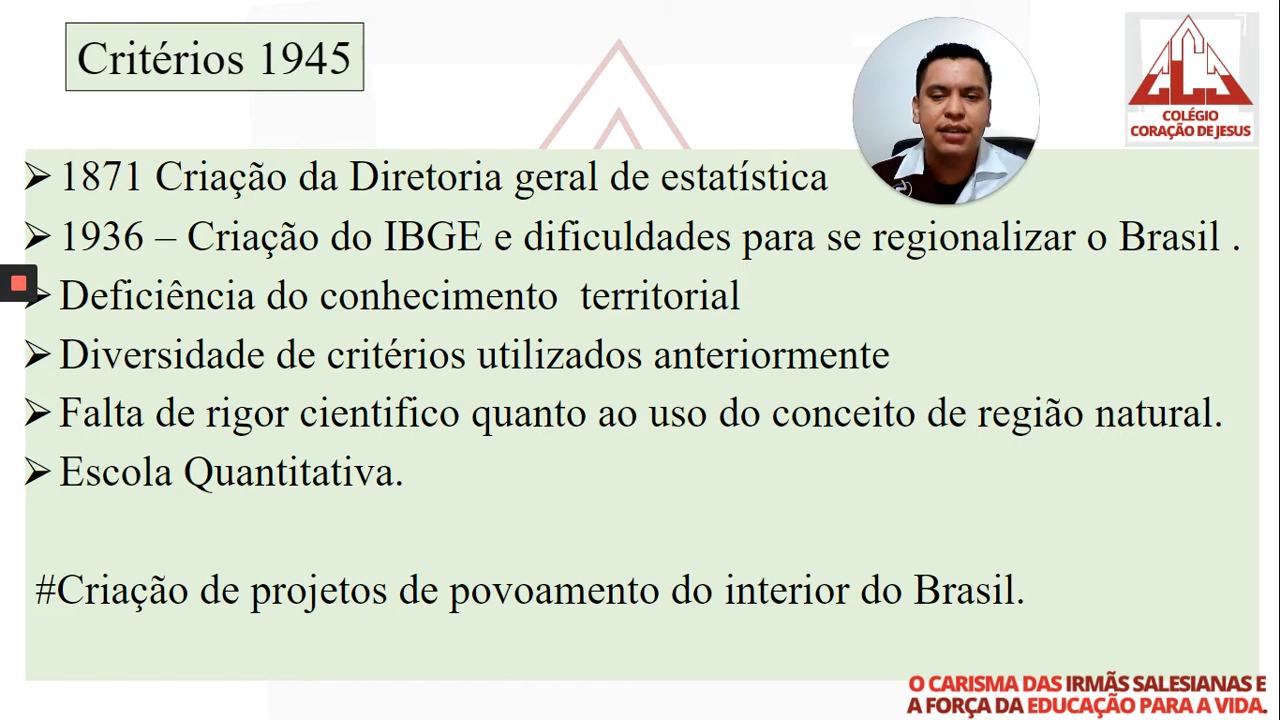 Critérios 1945
COLÉGIO
CORAÇÃO DE JESUS
1871 Criação da Diretoria geral de estatística
1936 – Criação do IBGE e dificuldades para se regionalizar o Brasil .
Deficiência do conhecimento territorial
Diversidade de critérios utilizados anteriormente
Falta de rigor cientifico quanto ao uso do conceito de região natural.
Escola Quantitativa.
#Criação de projetos de povoamento do interior do Brasil.
O CARISMA DAS IRMÃS SALESIANAS E
A FORÇA DA EDUCAÇÃO PARA A VIDA.